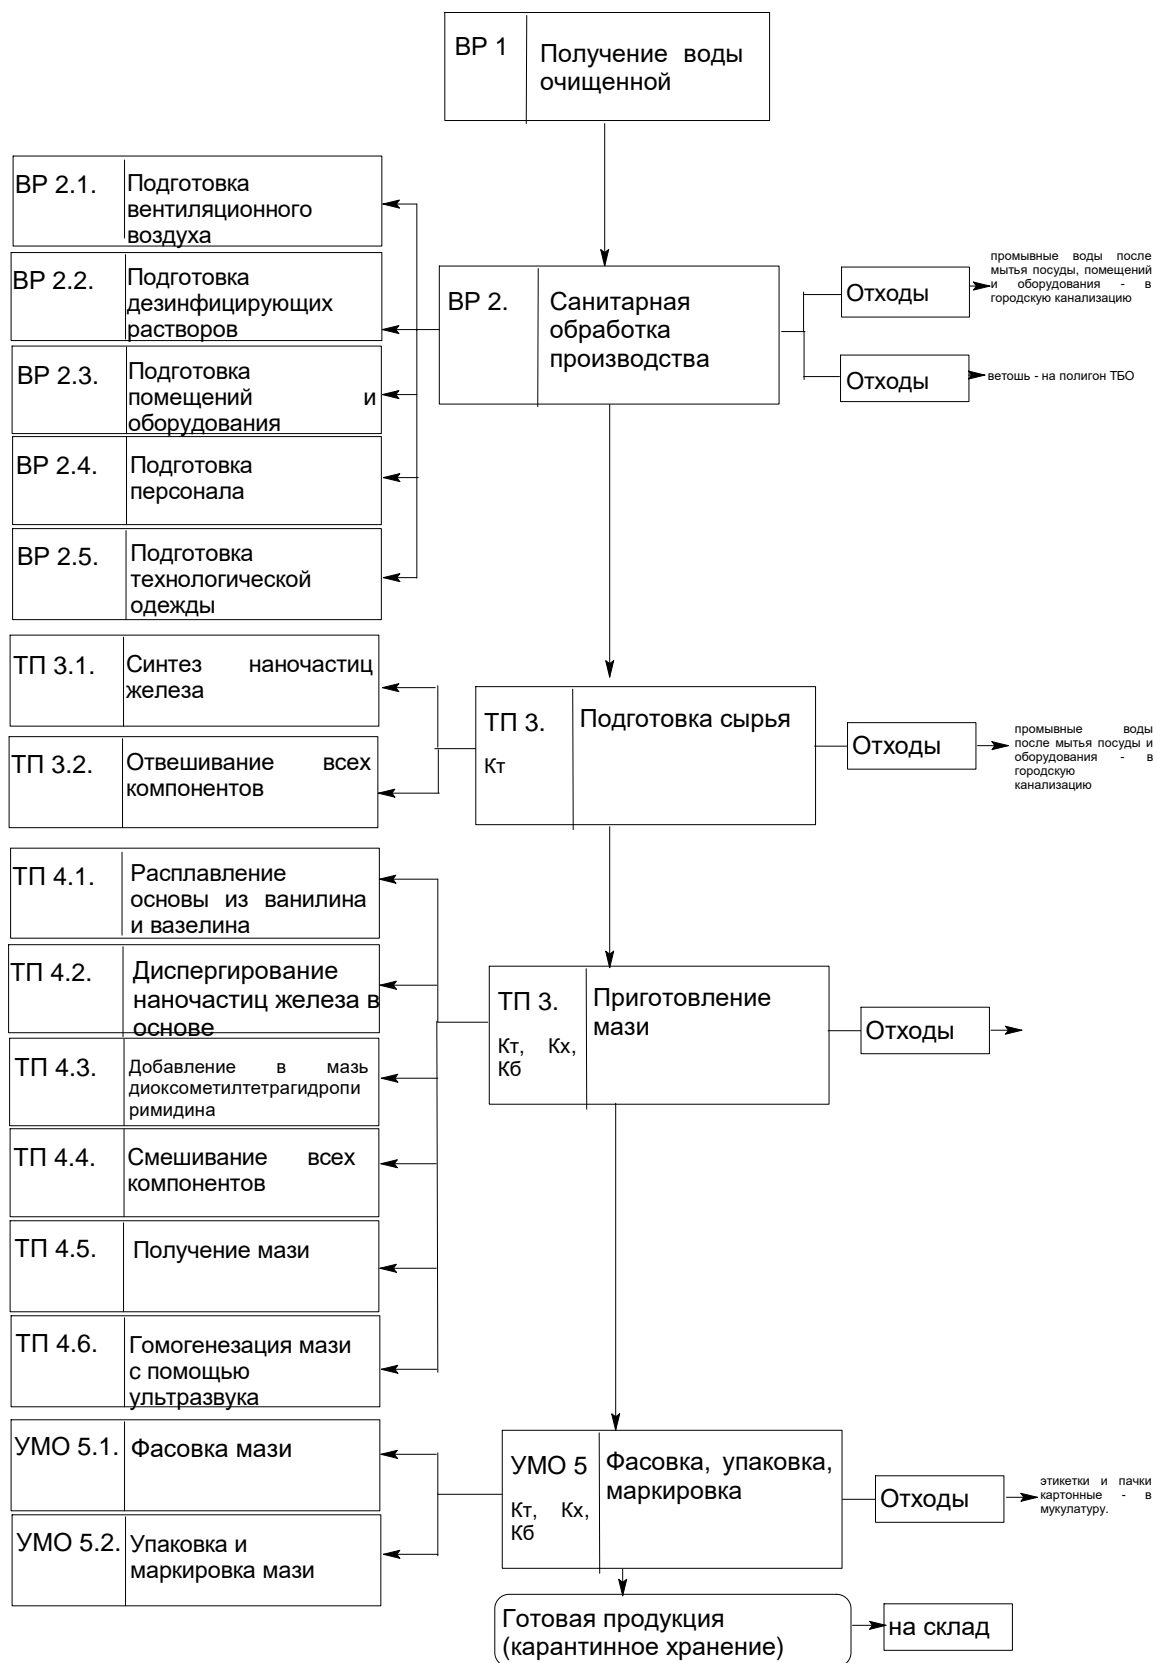 ВР 1
Получение воды
очищенной
ВР 2.1.
Подготовка
вентиляционного
воздуха
ВР 2.2.
Подготовка
дезинфицирующих
растворов
ВР 2.3.
Подготовка
помещений и
оборудования
ВР 2.4.
Подготовка
персонала
ВР 2.5.
Подготовка
технологической
одежды
ВР 2.
Санитарная
обработка
производства
Отходы
промывные воды после
мытья посуды, помещений
и оборудования - в
городскую канализацию
Отходы
ветошь - на полигон ТБО
ТП 3.1.
Синтез наночастиц
железа
ТП 3.2.
Отвешивание всех
компонентов
ТП 3.
Кт
Подготовка сырья
Отходы
промывные воды
после мытья посуды и
оборудования - в
городскую
канализацию
ТП 4.1.
Расплавление
основы из ванилина
и вазелина
ТП 4.2.
Диспергирование
наночастиц железа в
основе
ТП 4.3.
Добавление в мазь
диоксометилтетрагидропи
римидина
ТП 4.4.
Смешивание всех
компонентов
ТП 4.5.
Получение мази
ТП 4.6.
Гомогенезация мази
с помощью
ультразвука
ТП 3.
Кт, Кх,
Кб
Приготовление
мази
Отходы
УМО 5.1.
Фасовка мази
УМО 5.2.
Упаковка и
маркировка мази
УМО 5
Кт, Кх,
Кб
Фасовка, упаковка,
маркировка
Отходы
этикетки и пачки
картонные - в
мукулатуру.
Готовая продукция
(карантинное хранение)
на склад